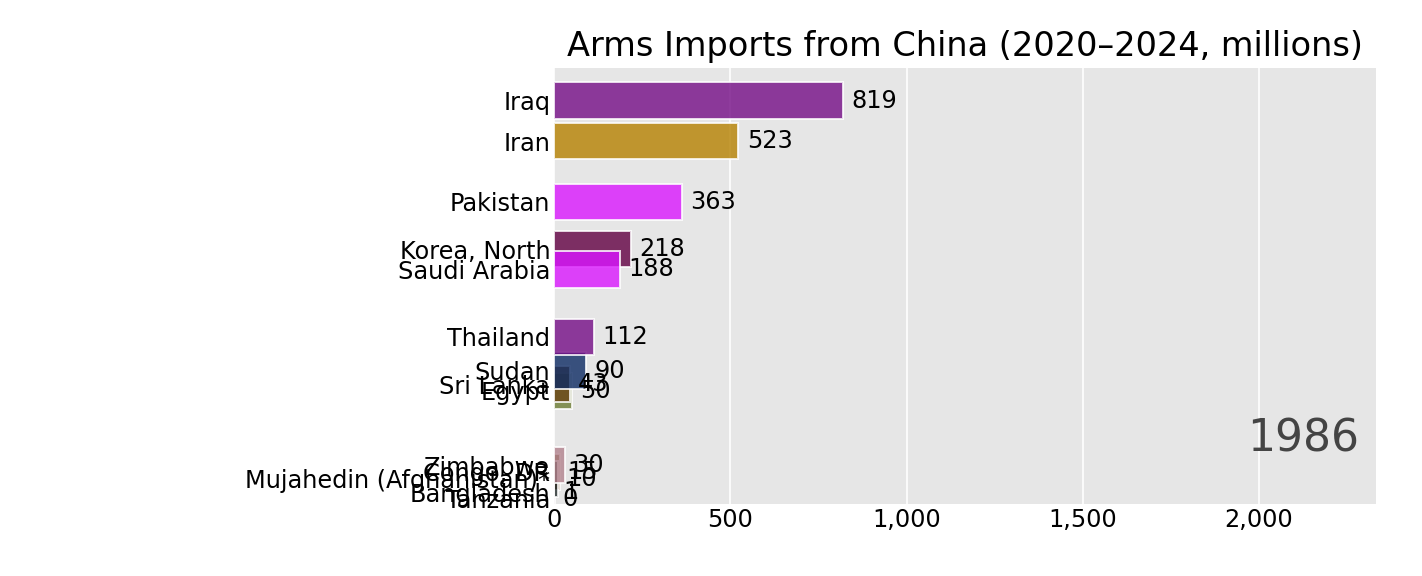 Arms Imports from China (2020–2024, millions)
Iraq 819
Iran 523
Pakistan 363
Korea, North 218
Saudi Arabia 188
Thailand 112
Sudan 90
Sri Lanka 43
Egypt 50
1986
Zimbabwe 30
Mujahedin (Afghanistan)* 10
Bangladesh 1
Tanzania 0
0 500 1,000 1,500 2,000